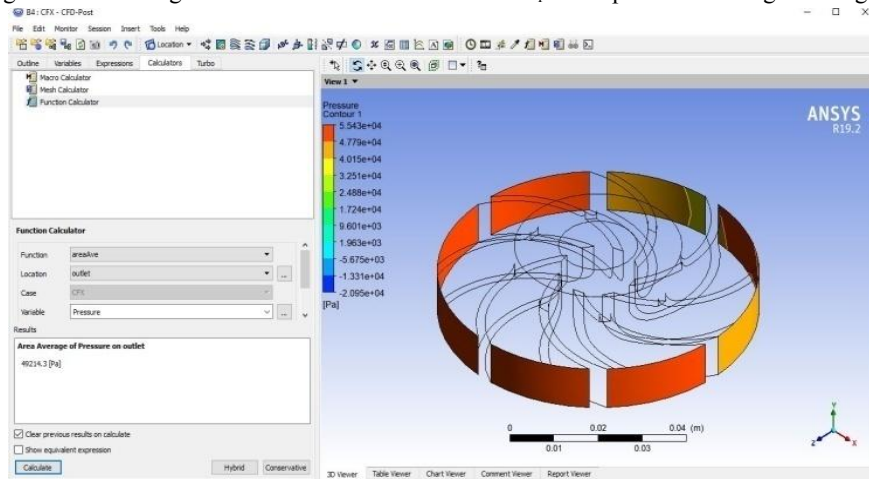 B4 : CFX - CFD-Post
File Edit Monitor Session Insert Tools Help
Location
Outline Variables Expressions Calculators Turbo
Macro Calculator
Mesh Calculator
Function Calculator
Function Calculator
Function areaAve
Location outlet
Case CFX
Variable Pressure
Results
Area Average of Pressure on outlet
49214.3 [Pa]
Clear previous results on calculate
Show equivalent expression
Calculate Hybrid Conservative
View 1
Pressure
Contour 1
5.543e+04
4.779e+04
4.015e+04
3.251e+04
2.488e+04
1.724e+04
9.601e+03
1.963e+03
-5.675e+03
-1.331e+04
-2.095e+04
[Pa]
ANSYS
R19.2
0 0.02 0.04 (m)
0.01 0.03
Y
Z X
3D Viewer Table Viewer Chart Viewer Comment Viewer Report Viewer